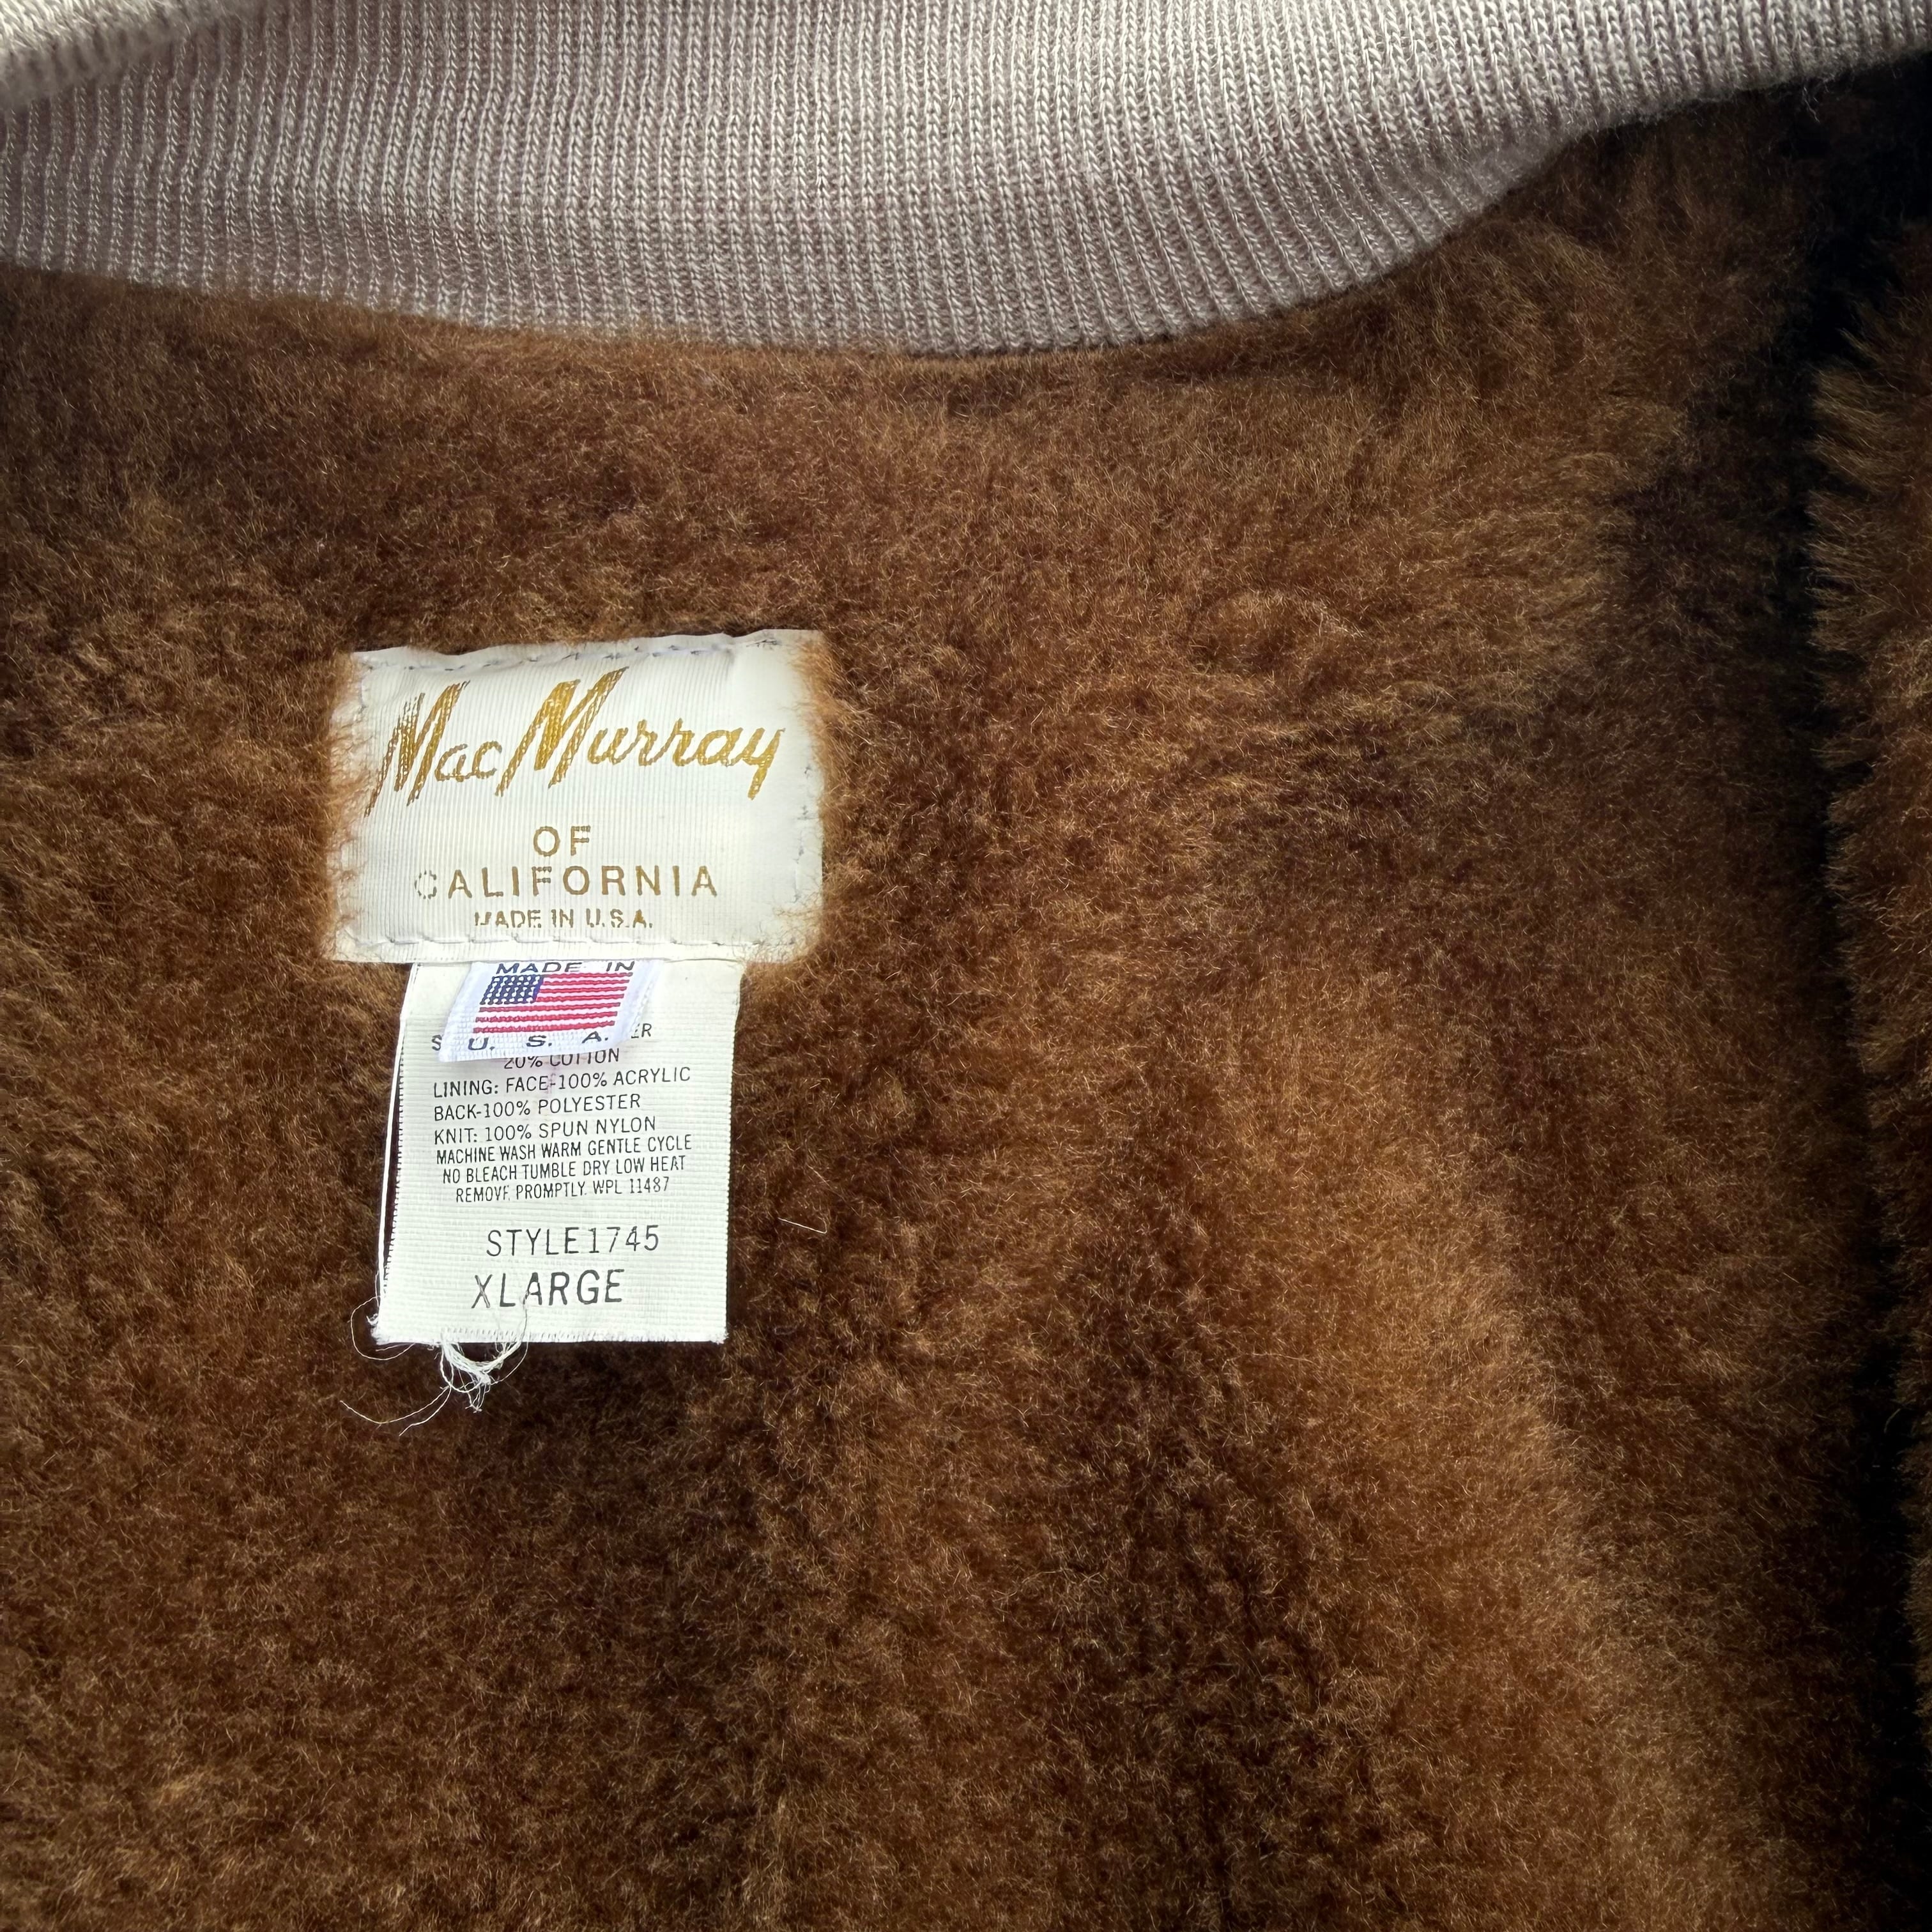 MacMurray
OF
CALIFORNIA
MADE IN U.S.A.
MADE IN
U. S. A.
20% COTTON
LINING: FACE-100% ACRYLIC
BACK-100% POLYESTER
KNIT: 100% SPUN NYLON
MACHINE WASH WARM GENTLE CYCLE
NO BLEACH TUMBLE DRY LOW HEAT
REMOVE PROMPTLY. WPL 11487
STYLE1745
XLARGE